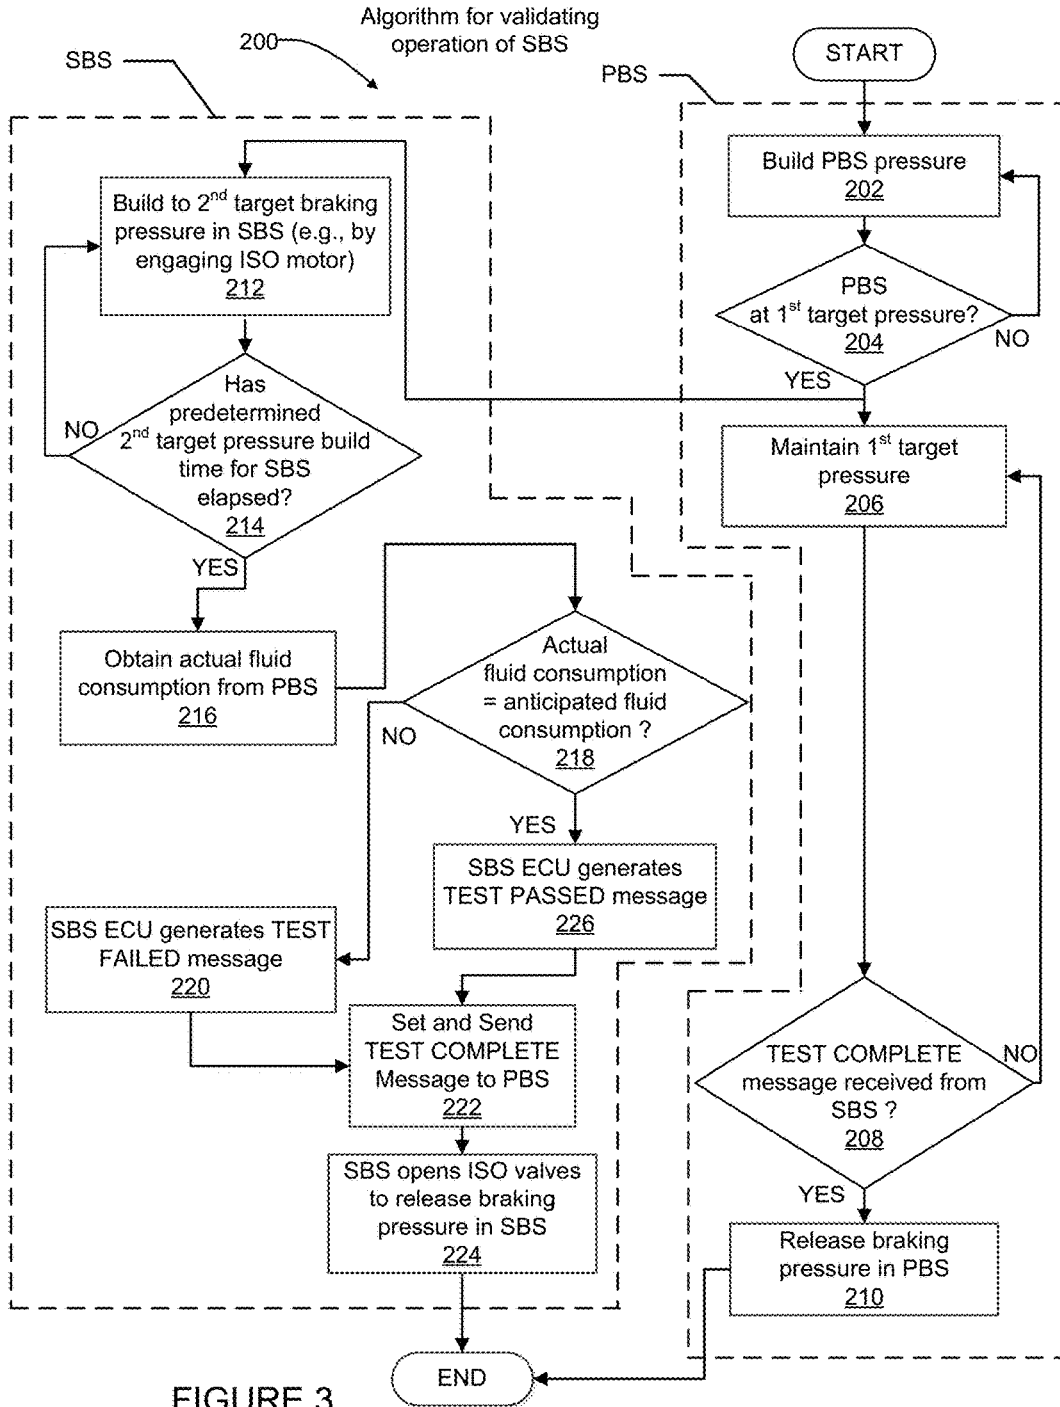 Algorithm for validating
operation of SBS
200
SBS
PBS
START
Build PBS pressure
202
PBS
at 1st target pressure?
204
NO
YES
Maintain 1st target
pressure
206
Build to 2nd target braking
pressure in SBS (e.g., by
engaging ISO motor)
212
Has
predetermined
2nd target pressure build
time for SBS
elapsed?
214
NO
YES
Obtain actual fluid
consumption from PBS
216
Actual
fluid consumption
= anticipated fluid
consumption ?
218
NO
YES
SBS ECU generates
TEST PASSED message
226
SBS ECU generates TEST
FAILED message
220
Set and Send
TEST COMPLETE
Message to PBS
222
SBS opens ISO valves
to release braking
pressure in SBS
224
TEST COMPLETE
message received from
SBS ?
208
NO
YES
Release braking
pressure in PBS
210
END
FIGURE 3